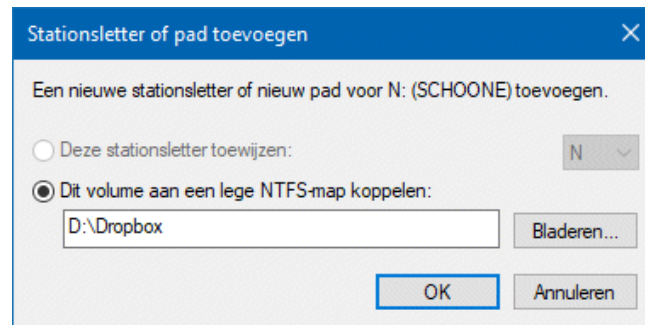 Stationsletter of pad toevoegen
Een nieuwe stationsletter of nieuw pad voor N: (SCHOONE) toevoegen.
Deze stationsletter toewijzen:
N
Dit volume aan een lege NTFS-map koppelen:
D:\Dropbox
Bladeren...
OK
Annuleren